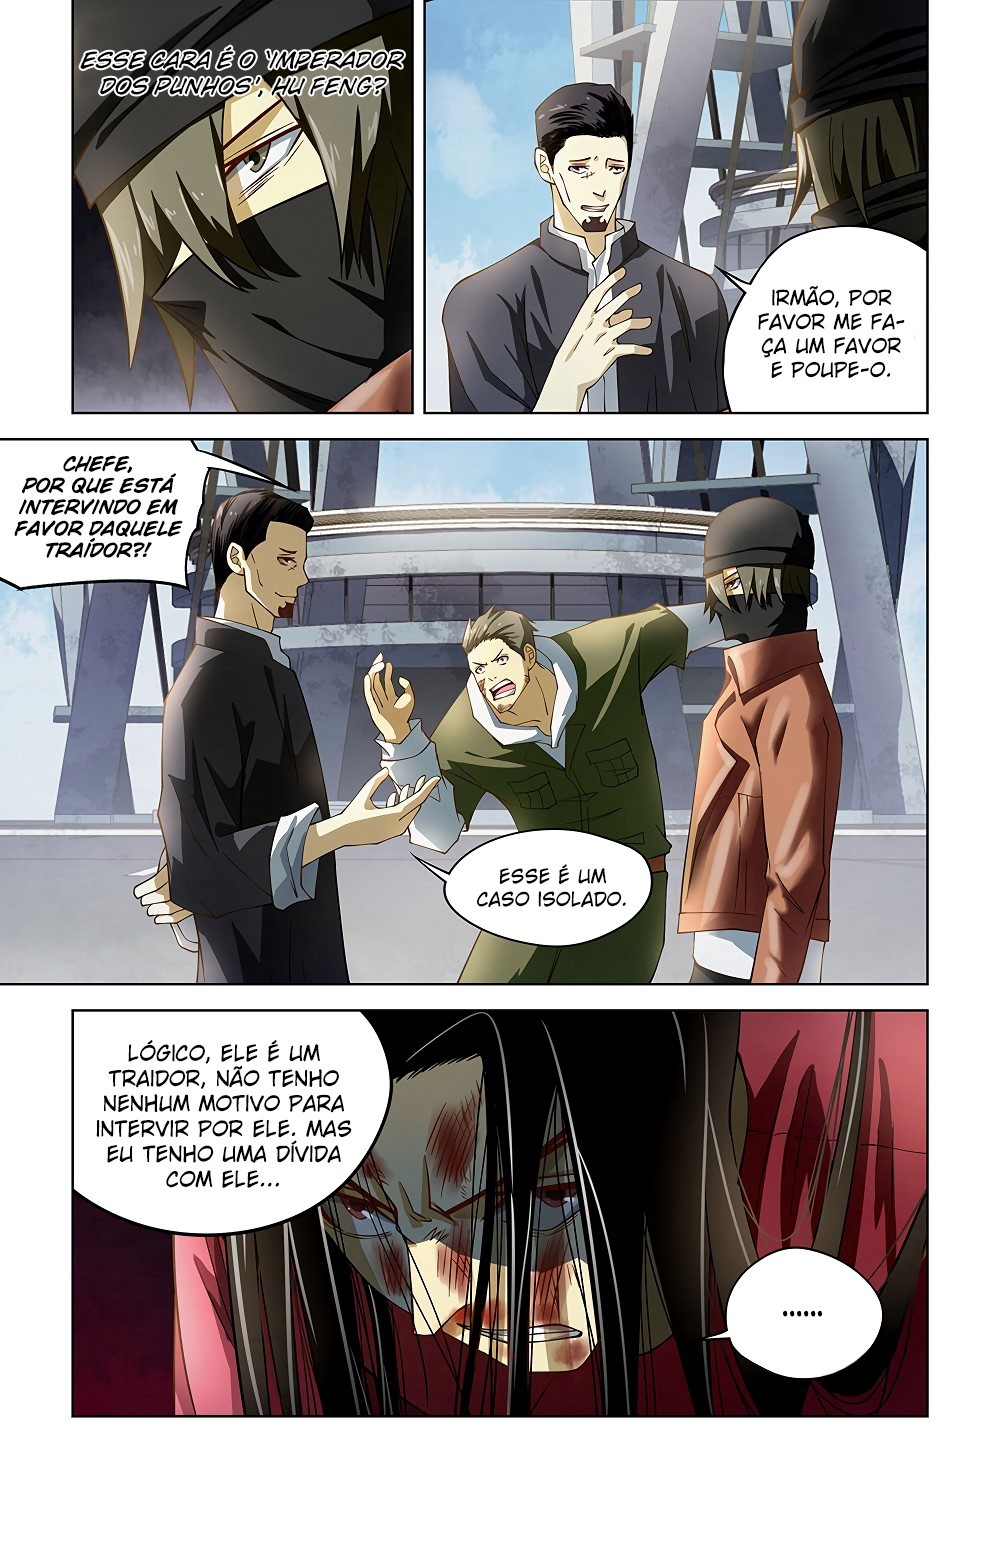 ESSE CARA É O 'IMPERADOR
DOS PUNHOS', HU FENG?
IRMÃO, POR
FAVOR ME FA-
ÇA UM FAVOR
E POUPE-O.
CHEFE,
POR QUE ESTÁ
INTERVINDO EM
FAVOR DAQUELE
TRAÍDOR?!
ESSE É UM
CASO ISOLADO.
LÓGICO, ELE É UM
TRAIDOR, NÃO TENHO
NENHUM MOTIVO PARA
INTERVIR POR ELE. MAS
EU TENHO UMA DÍVIDA
COM ELE...
......